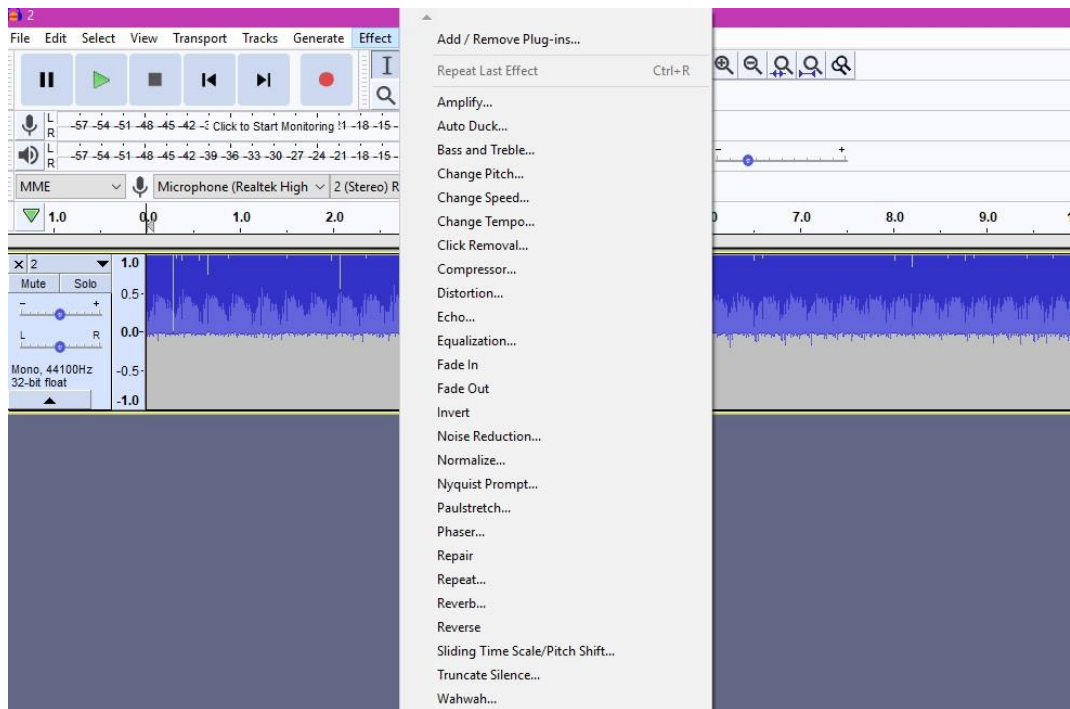 2
File Edit Select View Transport Tracks Generate Effect
Add / Remove Plug-ins...
Repeat Last Effect Ctrl+R
Amplify...
Auto Duck...
Bass and Treble...
Change Pitch...
Change Speed...
Change Tempo...
Click Removal...
Compressor...
Distortion...
Echo...
Equalization...
Fade In
Fade Out
Invert
Noise Reduction...
Normalize...
Nyquist Prompt...
Paulstretch...
Phaser...
Repair
Repeat...
Reverb...
Reverse
Sliding Time Scale/Pitch Shift...
Truncate Silence...
Wahwah...
L
R
-57 -54 -51 -48 -45 -42 Click to Start Monitoring -18 -15
L
R
-57 -54 -51 -48 -45 -42 -39 -36 -33 -30 -27 -24 -21 -18 -15
- +
MME Microphone (Realtek High 2 (Stereo) R
1.0 0.0 1.0 2.0 7.0 8.0 9.0
X 2 1.0
Mute Solo
- + 0.5
L R 0.0
Mono, 44100Hz -0.5
32-bit float
-1.0